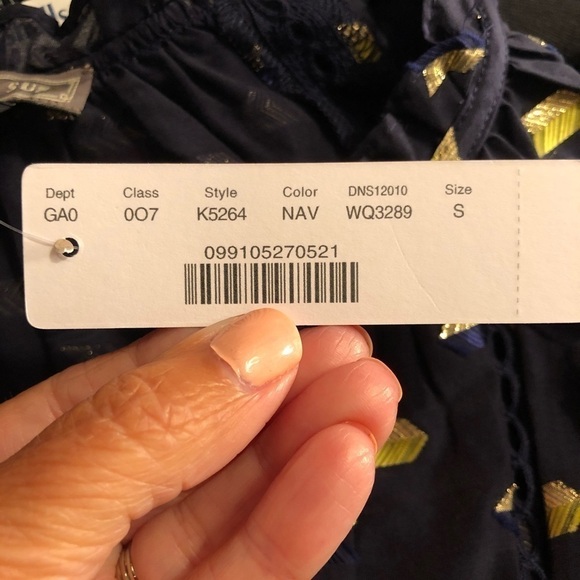 Dept Class Style Color DNS12010 Size
GA0 0O7 K5264 NAV WQ3289 S
099105270521